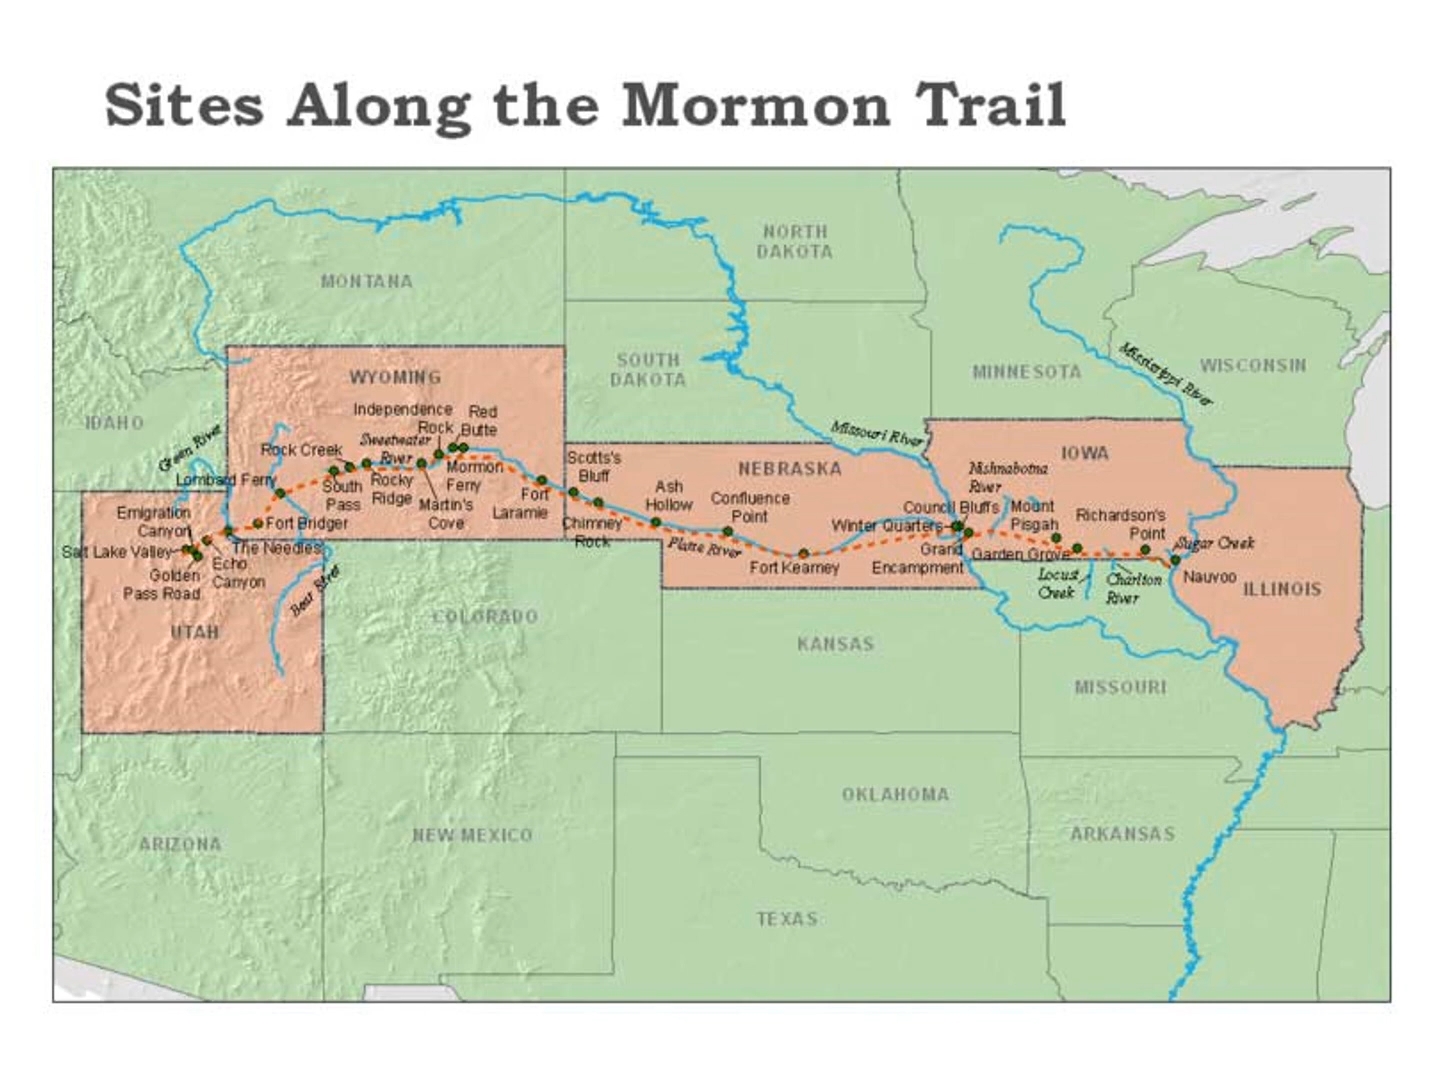 Sites Along the Mormon Trail
NORTH
DAKOTA
MONTANA
SOUTH
DAKOTA
MINNESOTA
WISCONSIN
Mississippi River
IDAHO
WYOMING
Independence
Rock
Red
Butte
Green River
Rock Creek
Sweetwater
River
Missouri River
IOWA
Lombard Ferry
South
Pass
Rocky
Ridge
Martin's
Cove
Mormon
Ferry
Fort
Laramie
Scotts's
Bluff
NEBRASKA
Nishnabotna
River
Ash
Hollow
Confluence
Point
Council Bluffs
Mount
Pisgah
Richardson's
Point
Emigration
Canyon
Fort Bridger
Chimney
Rock
Platte River
Winter Quarters
Sugar Creek
Salt Lake Valley
The Needles
Echo
Canyon
Golden
Pass Road
Fort Kearney
Grand
Encampment
Garden Grove
Locust
Creek
Charlton
River
Nauvoo
ILLINOIS
Bear River
UTAH
COLORADO
KANSAS
MISSOURI
OKLAHOMA
ARIZONA
NEW MEXICO
ARKANSAS
TEXAS